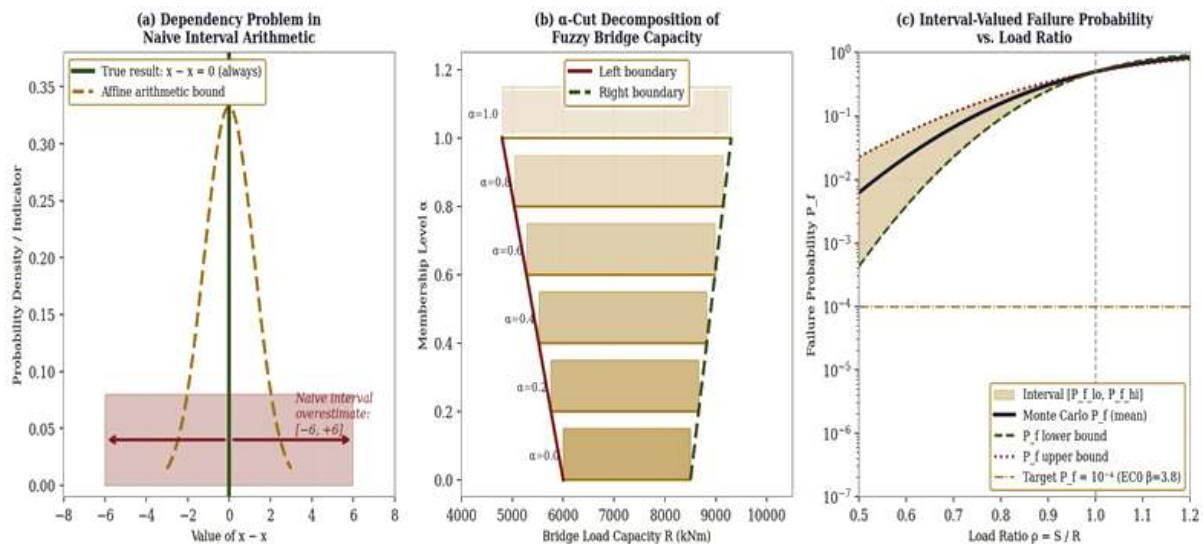 (a) Dependency Problem in
Naive Interval Arithmetic
True result: x − x = 0 (always)
Affine arithmetic bound
Naive interval
overestimate:
[−6, +6]
Probability Density / Indicator
0.35
0.30
0.25
0.20
0.15
0.10
0.05
0.00
−8 −6 −4 −2 0 2 4 6 8
Value of x − x
(b) α-Cut Decomposition of
Fuzzy Bridge Capacity
Left boundary
Right boundary
α=1.0
α=0.8
α=0.6
α=0.4
α=0.2
α=0.0
Membership Level α
1.2
1.0
0.8
0.6
0.4
0.2
0.0
4000 5000 6000 7000 8000 9000 10000
Bridge Load Capacity R (kNm)
(c) Interval-Valued Failure Probability
vs. Load Ratio
Failure Probability P_f
10⁰
10⁻¹
10⁻²
10⁻³
10⁻⁴
10⁻⁵
10⁻⁶
10⁻⁷
Interval [P_f_lo, P_f_hi]
Monte Carlo P_f (mean)
P_f lower bound
P_f upper bound
Target P_f = 10⁻⁴ (EC0 β=3.8)
0.5 0.6 0.7 0.8 0.9 1.0 1.1 1.2
Load Ratio ρ = S / R